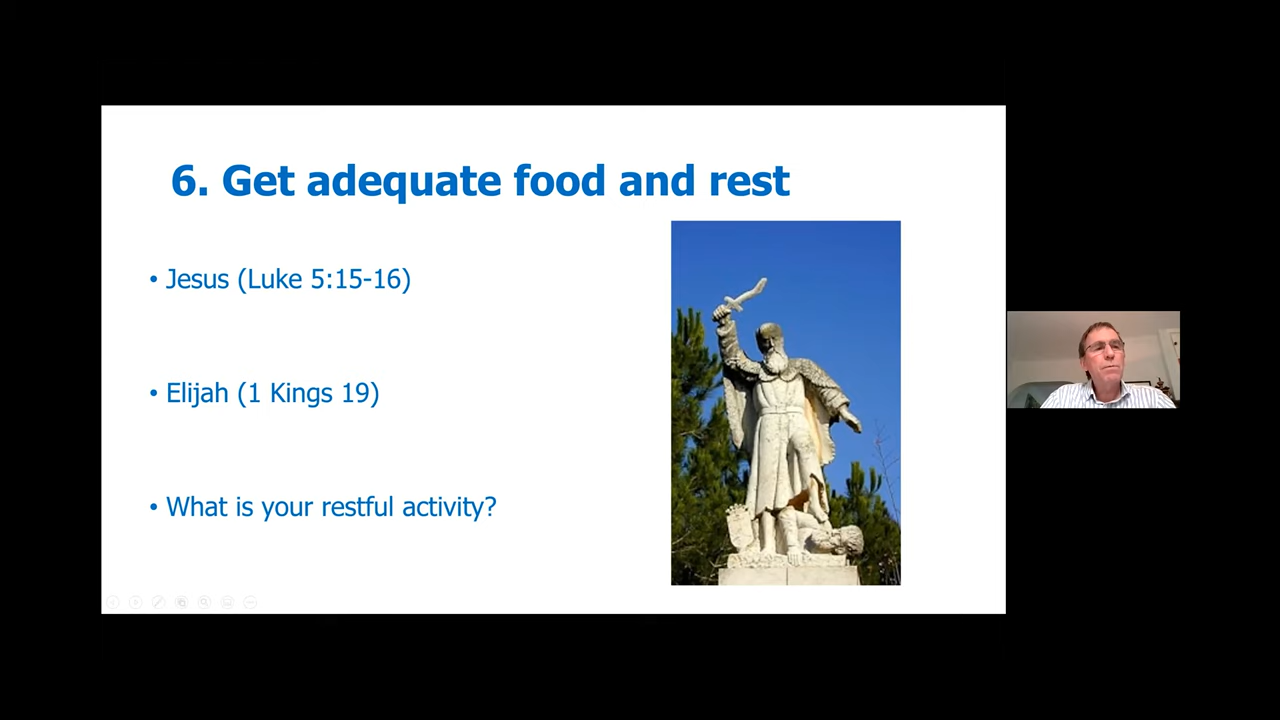 6. Get adequate food and rest
• Jesus (Luke 5:15-16)
• Elijah (1 Kings 19)
• What is your restful activity?